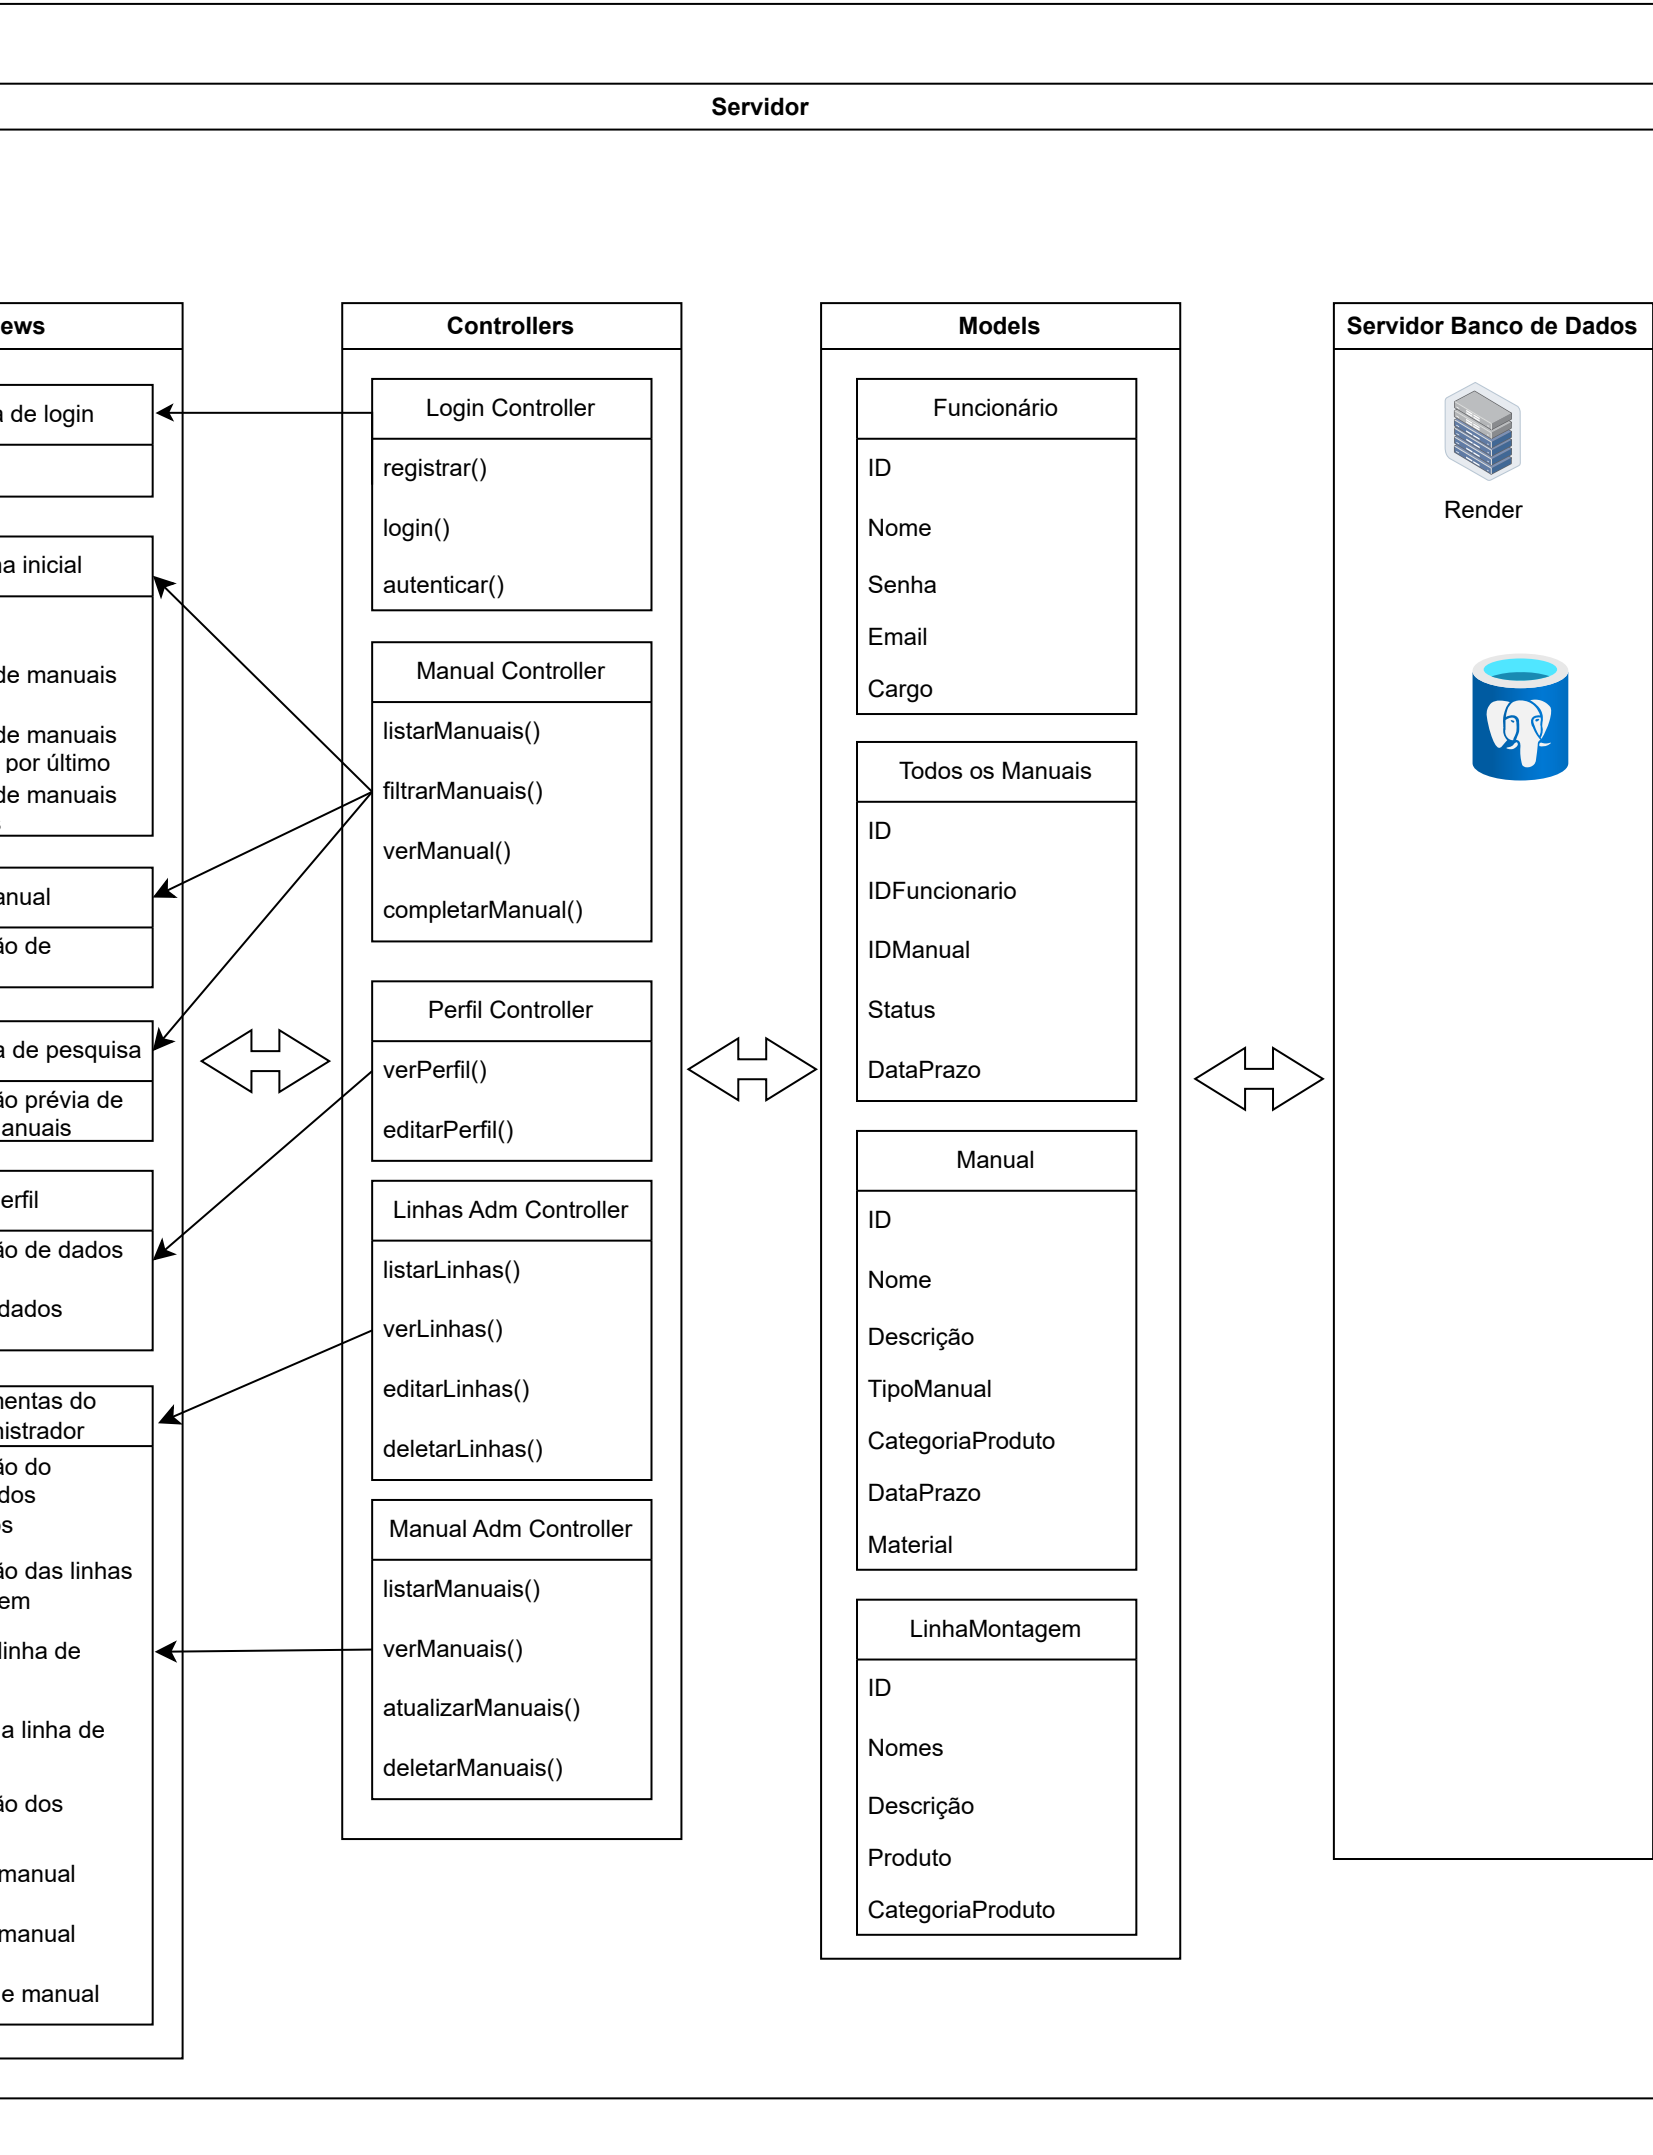 Servidor
ews
a de login
a inicial
de manuais
de manuais
por último
de manuais
anual
ão de
a de pesquisa
ão prévia de
anuais
erfil
ão de dados
dados
entas do
istrador
ão do
dos
s
ão das linhas
em
linha de
a linha de
ão dos
manual
manual
e manual
Controllers
Login Controller
registrar()
login()
autenticar()
Manual Controller
listarManuais()
filtrarManuais()
verManual()
completarManual()
Perfil Controller
verPerfil()
editarPerfil()
Linhas Adm Controller
listarLinhas()
verLinhas()
editarLinhas()
deletarLinhas()
Manual Adm Controller
listarManuais()
verManuais()
atualizarManuais()
deletarManuais()
Models
Funcionário
ID
Nome
Senha
Email
Cargo
Todos os Manuais
ID
IDFuncionario
IDManual
Status
DataPrazo
Manual
ID
Nome
Descrição
TipoManual
CategoriaProduto
DataPrazo
Material
LinhaMontagem
ID
Nomes
Descrição
Produto
CategoriaProduto
Servidor Banco de Dados
Render